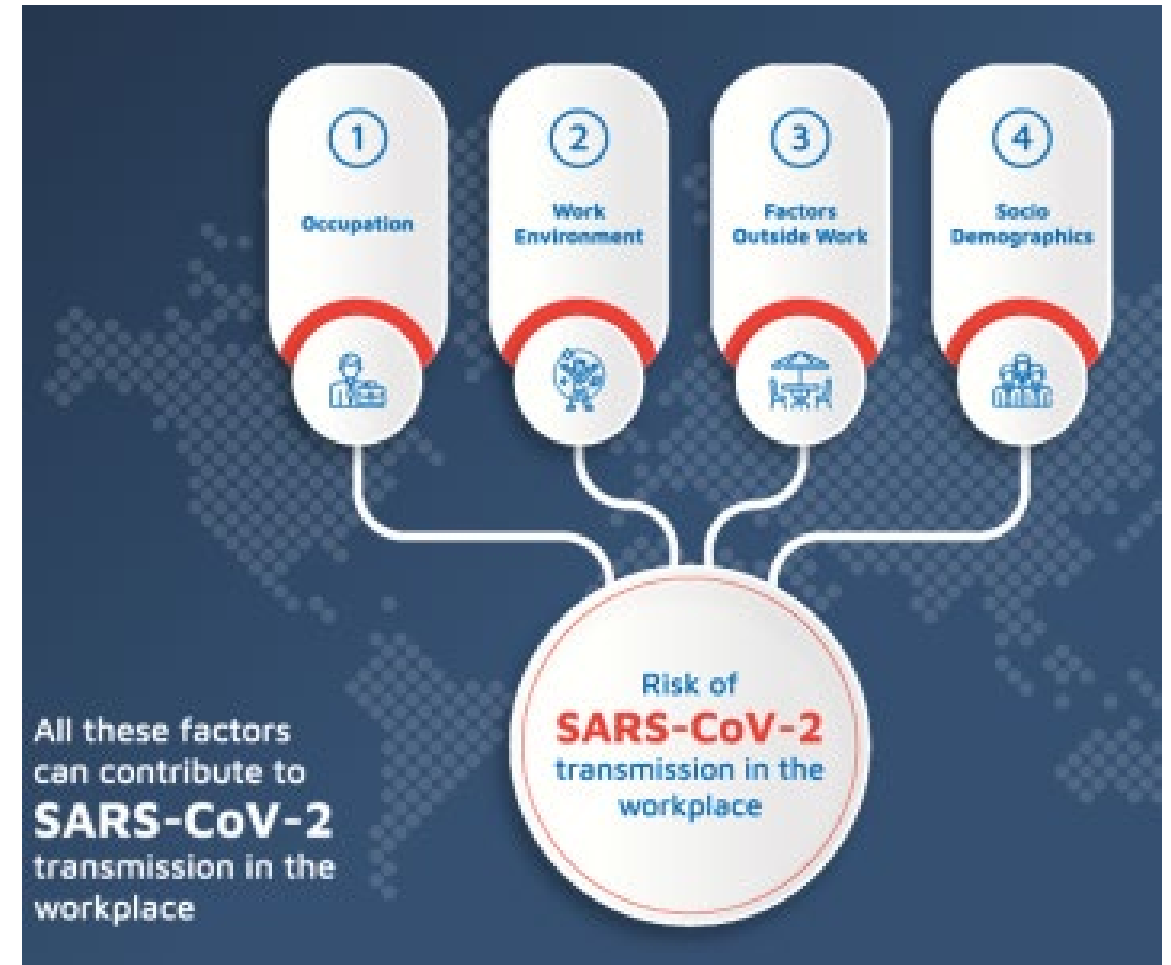 1
Occupation
2
Work
Environment
3
Factors
Outside Work
4
Socio
Demographics
Risk of
SARS-CoV-2
transmission in the
workplace
All these factors
can contribute to
SARS-CoV-2
transmission in the
workplace